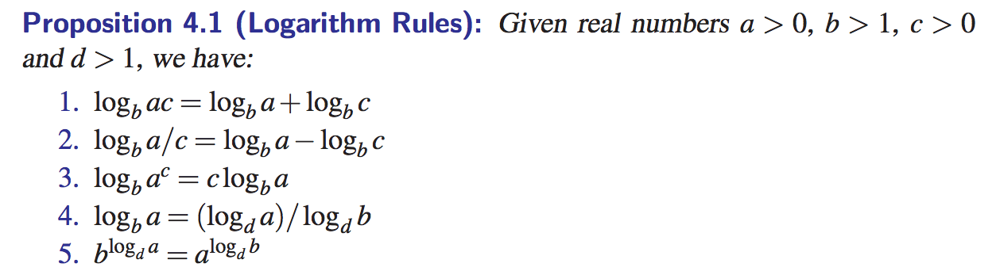 Proposition 4.1 (Logarithm Rules): Given real numbers a > 0, b > 1, c > 0
and d > 1, we have:
1. log_b ac = log_b a + log_b c
2. log_b a/c = log_b a − log_b c
3. log_b a^c = c log_b a
4. log_b a = (log_d a)/log_d b
5. b^{log_d a} = a^{log_d b}